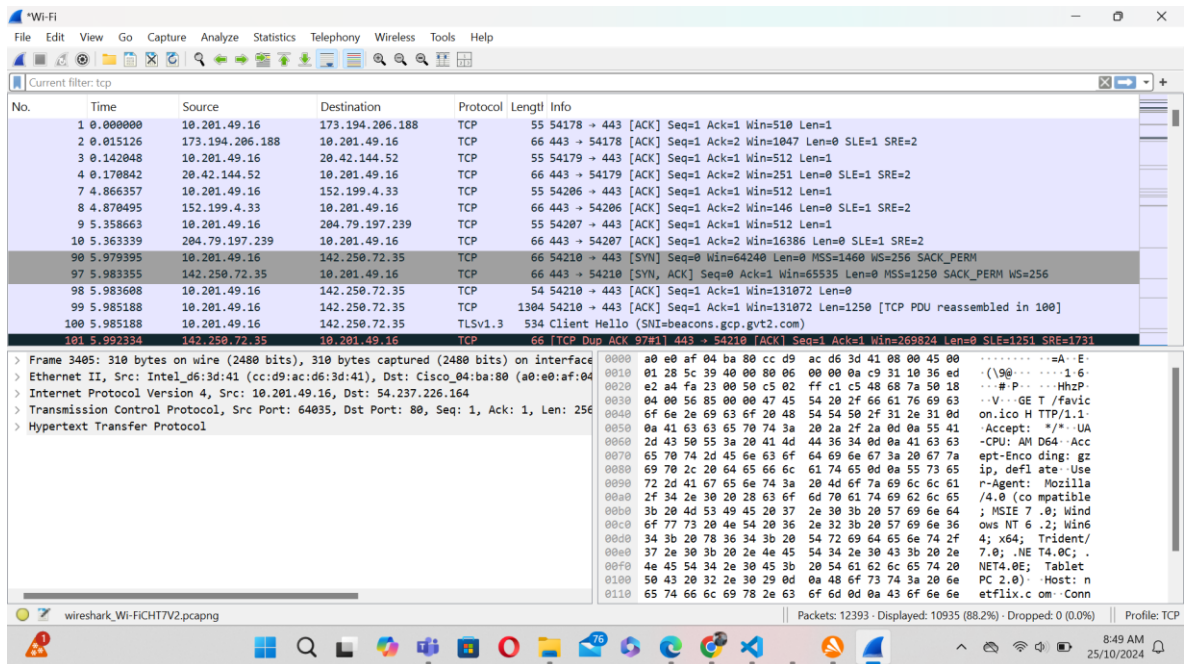 *Wi-Fi
File Edit View Go Capture Analyze Statistics Telephony Wireless Tools Help
Current filter: tcp
No. Time Source Destination Protocol Length Info
1 0.000000 10.201.49.16 173.194.206.188 TCP 55 54178 → 443 [ACK] Seq=1 Ack=1 Win=510 Len=1
2 0.015126 173.194.206.188 10.201.49.16 TCP 66 443 → 54178 [ACK] Seq=1 Ack=2 Win=1047 Len=0 SLE=1 SRE=2
3 0.142048 10.201.49.16 20.42.144.52 TCP 55 54179 → 443 [ACK] Seq=1 Ack=1 Win=512 Len=1
4 0.170842 20.42.144.52 10.201.49.16 TCP 66 443 → 54179 [ACK] Seq=1 Ack=2 Win=251 Len=0 SLE=1 SRE=2
7 4.866357 10.201.49.16 152.199.4.33 TCP 55 54206 → 443 [ACK] Seq=1 Ack=1 Win=512 Len=1
8 4.870495 152.199.4.33 10.201.49.16 TCP 66 443 → 54206 [ACK] Seq=1 Ack=2 Win=146 Len=0 SLE=1 SRE=2
9 5.358663 10.201.49.16 204.79.197.239 TCP 55 54207 → 443 [ACK] Seq=1 Ack=1 Win=512 Len=1
10 5.363339 204.79.197.239 10.201.49.16 TCP 66 443 → 54207 [ACK] Seq=1 Ack=2 Win=16386 Len=0 SLE=1 SRE=2
90 5.979395 10.201.49.16 142.250.72.35 TCP 66 54210 → 443 [SYN] Seq=0 Win=64240 Len=0 MSS=1460 WS=256 SACK_PERM
97 5.983355 142.250.72.35 10.201.49.16 TCP 66 443 → 54210 [SYN, ACK] Seq=0 Ack=1 Win=65535 Len=0 MSS=1250 SACK_PERM WS=256
98 5.983608 10.201.49.16 142.250.72.35 TCP 54 54210 → 443 [ACK] Seq=1 Ack=1 Win=131072 Len=0
99 5.985188 10.201.49.16 142.250.72.35 TCP 1304 54210 → 443 [ACK] Seq=1 Ack=1 Win=131072 Len=1250 [TCP PDU reassembled in 100]
100 5.985188 10.201.49.16 142.250.72.35 TLSv1.3 534 Client Hello (SNI=beacons.gcp.gvt2.com)
101 5.992334 142.250.72.35 10.201.49.16 TCP 66 [TCP Dup ACK 97#1] 443 → 54210 [ACK] Seq=1 Ack=1 Win=269824 Len=0 SLE=1251 SRE=1731
> Frame 3405: 310 bytes on wire (2480 bits), 310 bytes captured (2480 bits) on interface
> Ethernet II, Src: Intel_d6:3d:41 (cc:d9:ac:d6:3d:41), Dst: Cisco_04:ba:80 (a0:e0:af:04
> Internet Protocol Version 4, Src: 10.201.49.16, Dst: 54.237.226.164
> Transmission Control Protocol, Src Port: 64035, Dst Port: 80, Seq: 1, Ack: 1, Len: 256
> Hypertext Transfer Protocol
0000 a0 e0 af 04 ba 80 cc d9 ac d6 3d 41 08 00 45 00 ········ ··=A··E·
0010 01 28 5c 39 40 00 80 06 00 00 0a c9 31 10 36 ed ·(\9@··· ····1·6·
0020 e2 a4 fa 23 00 50 c5 02 ff c1 c5 48 68 7a 50 18 ···#·P·· ···HhzP·
0030 04 00 56 85 00 00 47 45 54 20 2f 66 61 76 69 63 ··V···GE T /favic
0040 6f 6e 2e 69 63 6f 20 48 54 54 50 2f 31 2e 31 0d on.ico H TTP/1.1·
0050 0a 41 63 63 65 70 74 3a 20 2a 2f 2a 0d 0a 55 41 ·Accept: */*··UA
0060 2d 43 50 55 3a 20 41 4d 44 36 34 0d 0a 41 63 63 -CPU: AM D64··Acc
0070 65 70 74 2d 45 6e 63 6f 64 69 6e 67 3a 20 67 7a ept-Enco ding: gz
0080 69 70 2c 20 64 65 66 6c 61 74 65 0d 0a 55 73 65 ip, defl ate··Use
0090 72 2d 41 67 65 6e 74 3a 20 4d 6f 7a 69 6c 6c 61 r-Agent: Mozilla
00a0 2f 34 2e 30 20 28 63 6f 6d 70 61 74 69 62 6c 65 /4.0 (co mpatible
00b0 3b 20 4d 53 49 45 20 37 2e 30 3b 20 57 69 6e 64 ; MSIE 7 .0; Wind
00c0 6f 77 73 20 4e 54 20 36 2e 32 3b 20 57 69 6e 36 ows NT 6 .2; Win6
00d0 34 3b 20 78 36 34 3b 20 54 72 69 64 65 6e 74 2f 4; x64; Trident/
00e0 37 2e 30 3b 20 2e 4e 45 54 34 2e 30 43 3b 20 2e 7.0; .NE T4.0C; .
00f0 4e 45 54 34 2e 30 45 3b 20 54 61 62 6c 65 74 20 NET4.0E; Tablet
0100 50 43 20 32 2e 30 29 0d 0a 48 6f 73 74 3a 20 6e PC 2.0)· ·Host: n
0110 65 74 66 6c 69 78 2e 63 6f 6d 0d 0a 43 6f 6e 6e etflix.c om··Conn
wireshark_Wi-FiCHT7V2.pcapng
Packets: 12393 · Displayed: 10935 (88.2%) · Dropped: 0 (0.0%)
Profile: TCP
76
8:49 AM
25/10/2024